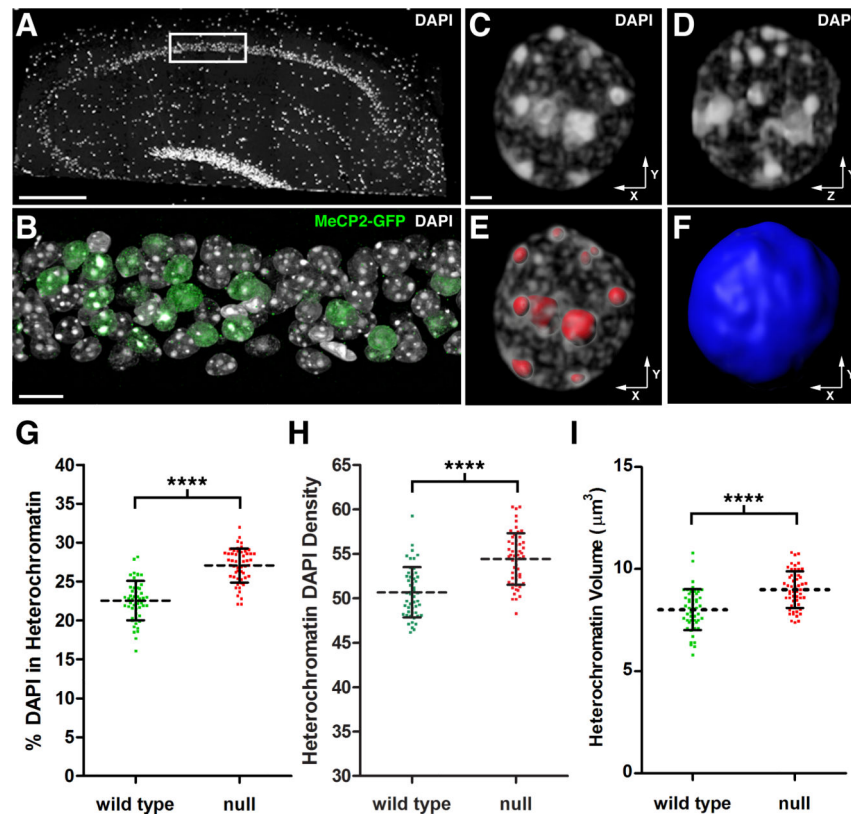 A DAPI
B MeCP2-GFP DAPI
C DAPI
Y
X
D DAPI
Y
Z
E
Y
X
F
Y
X
G
% DAPI in Heterochromatin
40
35
30
25
20
15
10
5
0
****
wild type null
H
Heterochromatin DAPI Density
65
60
55
50
45
40
35
30
****
wild type null
I
Heterochromatin Volume (μm³)
15
10
5
0
****
wild type null